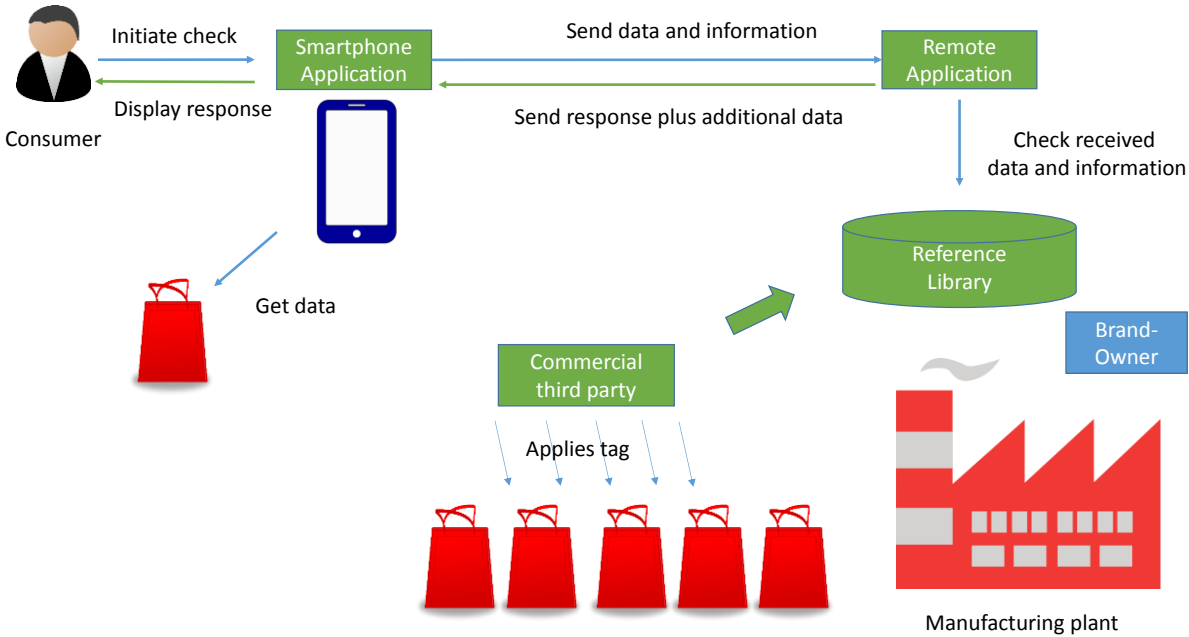 Initiate check
Smartphone
Application
Send data and information
Remote
Application
Display response
Send response plus additional data
Consumer
Check received
data and information
Reference
Library
Get data
Brand-
Owner
Commercial
third party
Applies tag
Manufacturing plant